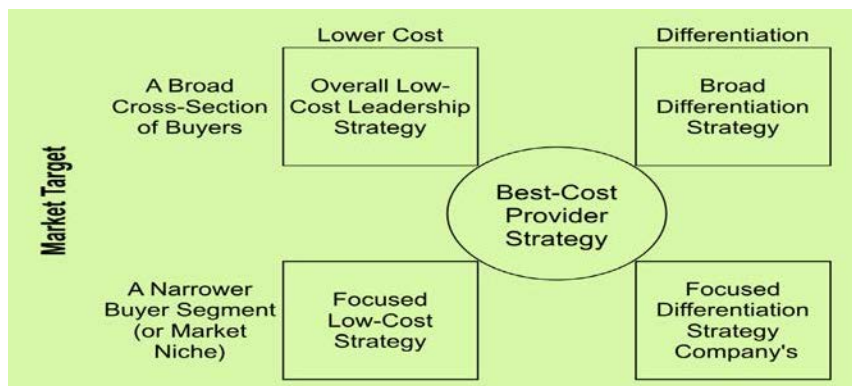 Lower Cost
Differentiation
A Broad
Cross-Section
of Buyers
Overall Low-
Cost Leadership
Strategy
Broad
Differentiation
Strategy
Market Target
Best-Cost
Provider
Strategy
A Narrower
Buyer Segment
(or Market
Niche)
Focused
Low-Cost
Strategy
Focused
Differentiation
Strategy
Company's